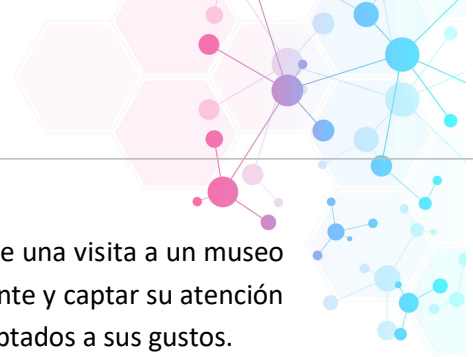 e una visita a un museo
nte y captar su atención
ptados a sus gustos.